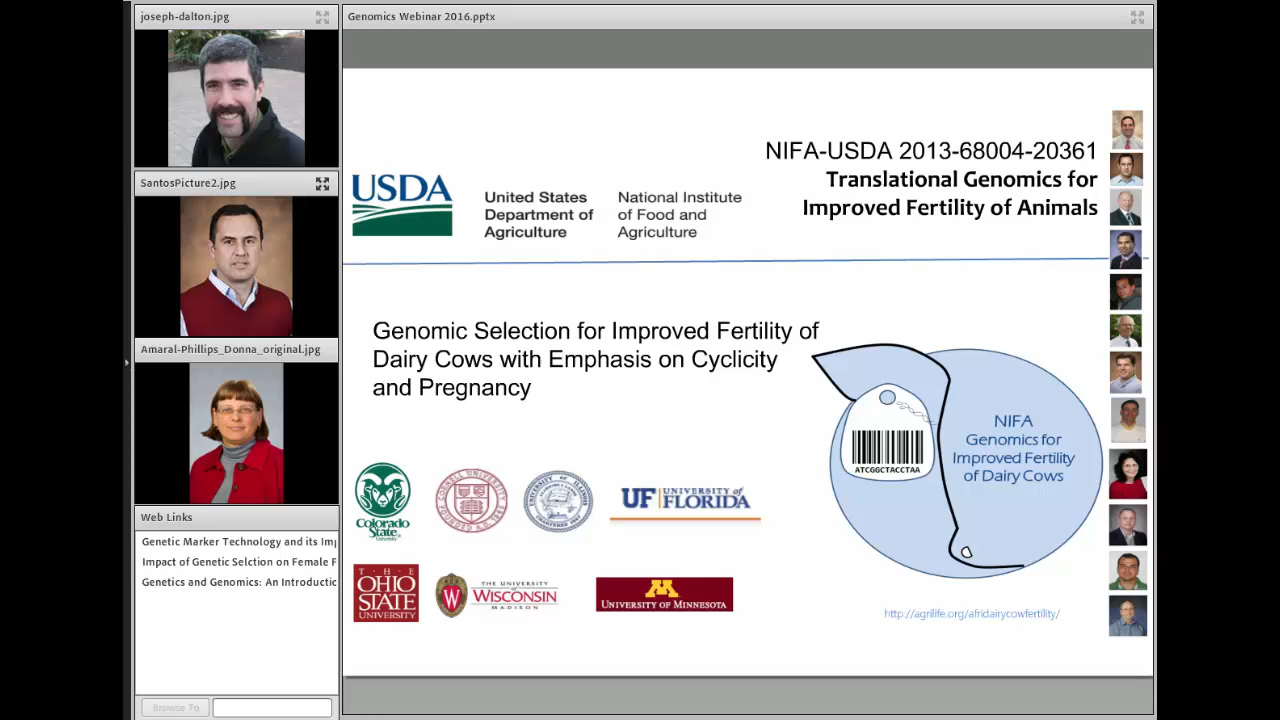 joseph-dalton.jpg
SantosPicture2.jpg
Amaral-Phillips_Donna_original.jpg
Web Links
Genetic Marker Technology and its Imp
Impact of Genetic Selction on Female F
Genetics and Genomics: An Introductic
Browse To
Genomics Webinar 2016.pptx
NIFA-USDA 2013-68004-20361
Translational Genomics for
Improved Fertility of Animals
USDA
United States
Department of
Agriculture
National Institute
of Food and
Agriculture
Genomic Selection for Improved Fertility of
Dairy Cows with Emphasis on Cyclicity
and Pregnancy
ATCGGCTACCTAA
NIFA
Genomics for
Improved Fertility
of Dairy Cows
Colorado
State
University
UF UNIVERSITY of
FLORIDA
T·H·E
OHIO
STATE
UNIVERSITY
W
THE UNIVERSITY
of
WISCONSIN
MADISON
M
UNIVERSITY OF MINNESOTA
http://agrilife.org/afridairycowfertility/